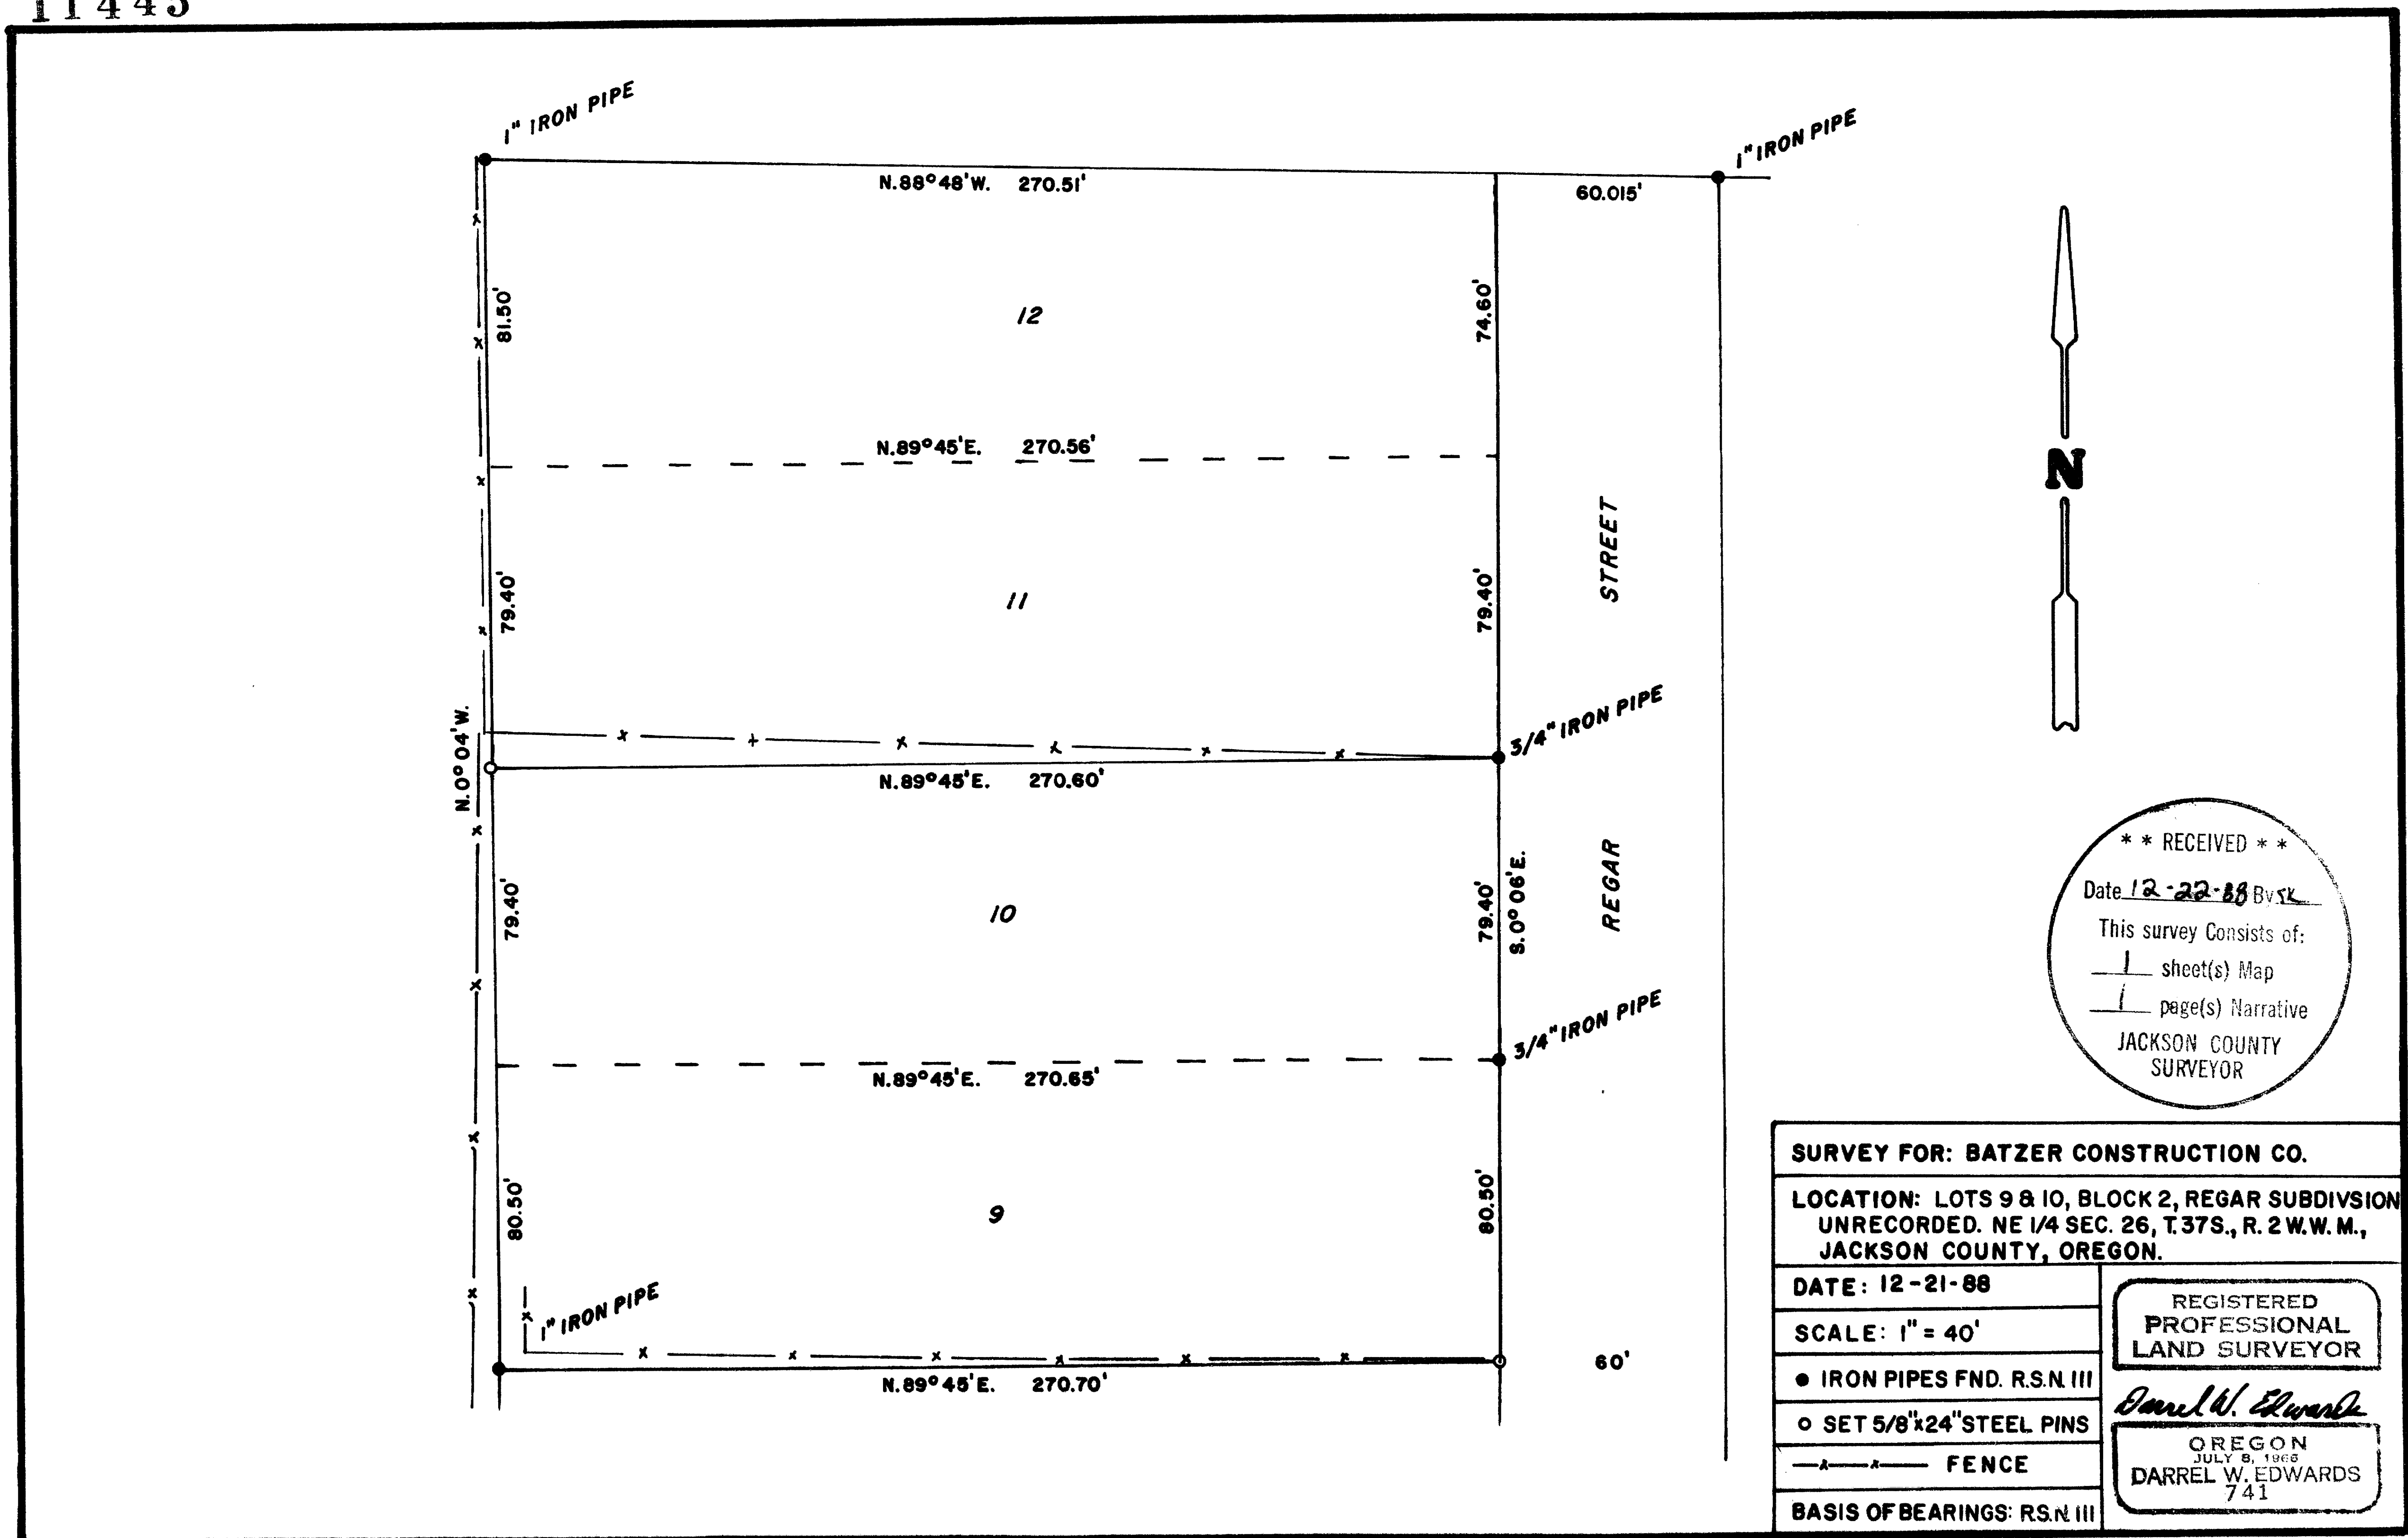 11443
1" IRON PIPE
1" IRON PIPE
N.88°48'W. 270.51'
60.015'
81.50'
12
74.60'
N.89°45'E. 270.56'
79.40'
11
79.40'
STREET
N.0°04'W.
3/4" IRON PIPE
N.89°45'E. 270.60'
79.40'
10
79.40'
S.0°06'E.
REGAR
3/4" IRON PIPE
N.89°45'E. 270.65'
80.50'
9
80.50'
1" IRON PIPE
60'
N.89°45'E. 270.70'
N
* * RECEIVED * *
Date 12-22-88 By SK
This survey Consists of:
1 sheet(s) Map
1 page(s) Narrative
JACKSON COUNTY
SURVEYOR
SURVEY FOR: BATZER CONSTRUCTION CO.
LOCATION: LOTS 9 & 10, BLOCK 2, REGAR SUBDIVSION
UNRECORDED. NE 1/4 SEC. 26, T.37S., R. 2 W.W.M.,
JACKSON COUNTY, OREGON.
DATE: 12-21-88
SCALE: 1" = 40'
IRON PIPES FND. R.S.N. 111
SET 5/8"x24" STEEL PINS
FENCE
BASIS OF BEARINGS: R.S.N. 111
REGISTERED
PROFESSIONAL
LAND SURVEYOR
Darrel W. Edwards
OREGON
JULY 8, 1966
DARREL W. EDWARDS
741